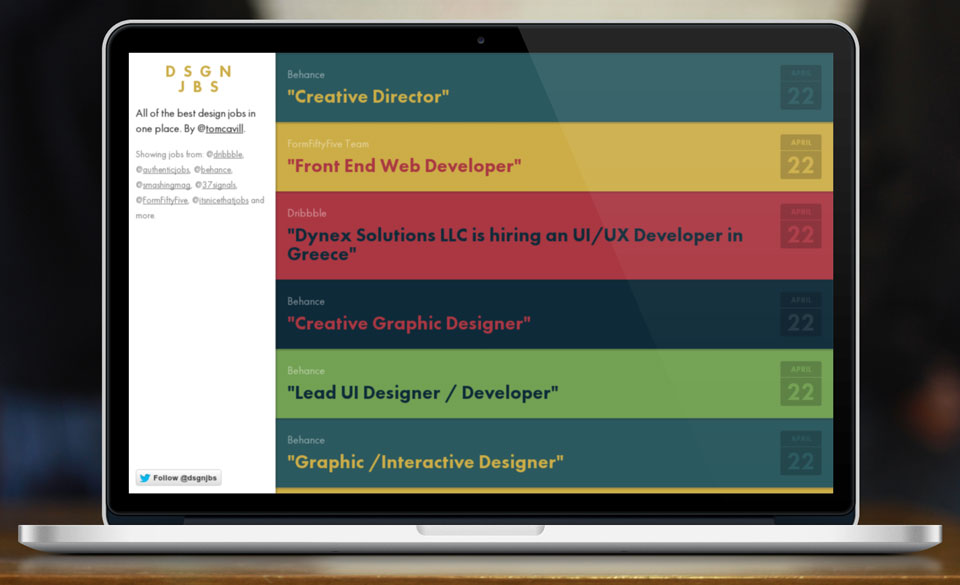 D S G N
J B S
All of the best design jobs in
one place. By @tomcavill.
Showing jobs from: @dribbble,
@authenticjobs, @behance,
@smashingmag, @37signals,
@FormFiftyFive, @itsnicethatjobs and
more.
Follow @dsgnjbs
Behance
"Creative Director"
APRIL
22
FormFiftyFive Team
"Front End Web Developer"
APRIL
22
Dribbble
"Dynex Solutions LLC is hiring an UI/UX Developer in
Greece"
APRIL
22
Behance
"Creative Graphic Designer"
APRIL
22
Behance
"Lead UI Designer / Developer"
APRIL
22
Behance
"Graphic /Interactive Designer"
APRIL
22